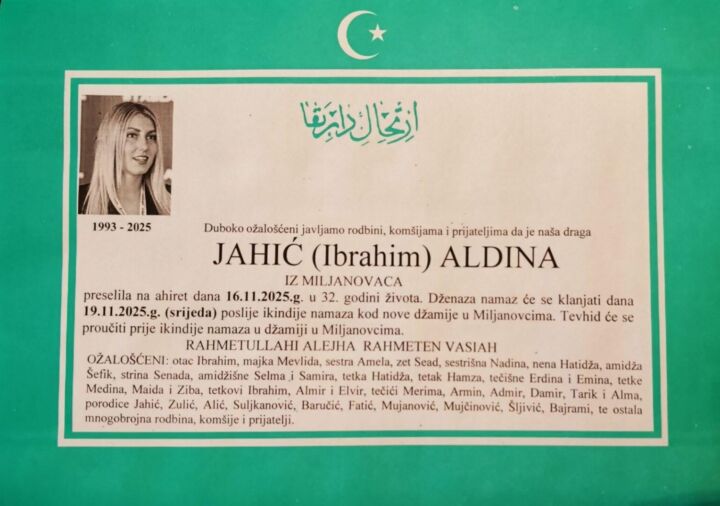 ارتحال دار بقا
1993 - 2025
Duboko ožalošćeni javljamo rodbini, komšijama i prijateljima da je naša draga
JAHIĆ (Ibrahim) ALDINA
IZ MILJANOVACA
preselila na ahiret dana 16.11.2025.g. u 32. godini života. Dženaza namaz će se klanjati dana
19.11.2025.g. (srijeda) poslije ikindije namaza kod nove džamije u Miljanovcima. Tevhid će se
proučiti prije ikindije namaza u džamiji u Miljanovcima.
RAHMETULLAHI ALEJHA RAHMETEN VASIAH
OŽALOŠĆENI: otac Ibrahim, majka Mevlida, sestra Amela, zet Sead, sestrišna Nadina, nena Hatidža, amidža
Šefik, strina Senada, amidžišne Selma i Samira, tetka Hatidža, tetak Hamza, tečišne Erdina i Emina, tetke
Medina, Maida i Ziba, tetkovi Ibrahim, Almir i Elvir, tečići Merima, Armin, Admir, Damir, Tarik i Alma,
porodice Jahić, Zulić, Alić, Suljkanović, Baručić, Fatić, Mujanović, Mujčinović, Šljivić, Bajrami, te ostala
mnogobrojna rodbina, komšije i prijatelji.